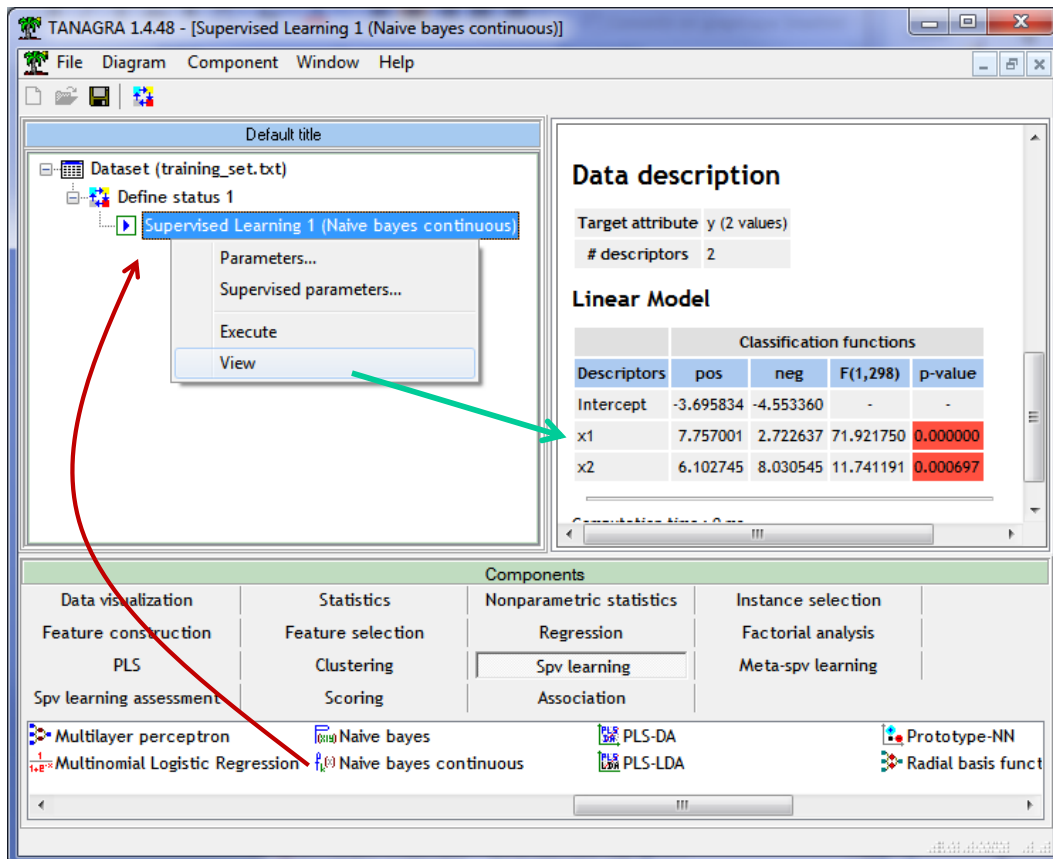 TANAGRA 1.4.48 - [Supervised Learning 1 (Naive bayes continuous)]
File Diagram Component Window Help
Default title
Dataset (training_set.txt)
Define status 1
Supervised Learning 1 (Naive bayes continuous)
Parameters...
Supervised parameters...
Execute
View
Data description
Target attribute y (2 values)
# descriptors 2
Linear Model
Classification functions
Descriptors pos neg F(1,298) p-value
Intercept -3.695834 -4.553360 - -
x1 7.757001 2.722637 71.921750 0.000000
x2 6.102745 8.030545 11.741191 0.000697
Computation time : 0 ms
Components
Data visualization Statistics Nonparametric statistics Instance selection
Feature construction Feature selection Regression Factorial analysis
PLS Clustering Spv learning Meta-spv learning
Spv learning assessment Scoring Association
Multilayer perceptron Naive bayes PLS-DA Prototype-NN
Multinomial Logistic Regression Naive bayes continuous PLS-LDA Radial basis funct